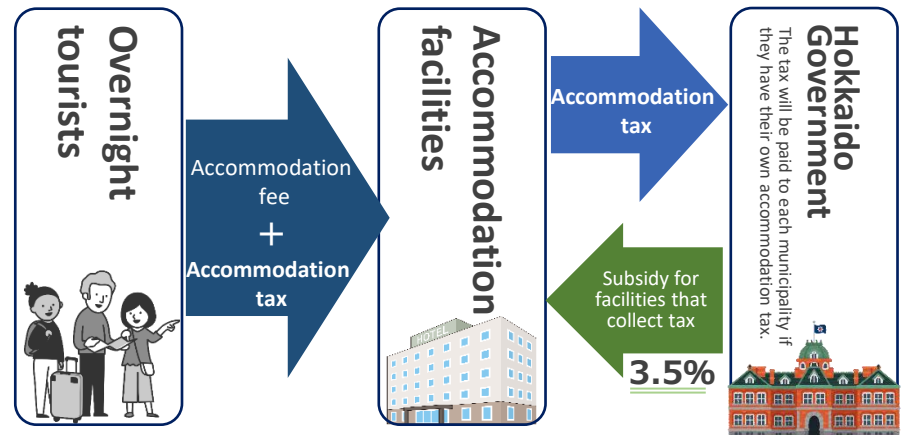 Overnight
tourists
Accommodation
fee
+
Accommodation
tax
Accommodation
facilities
HOTEL
Accommodation
tax
Subsidy for
facilities that
collect tax
3.5%
Hokkaido
Government
The tax will be paid to each municipality if
they have their own accommodation tax.